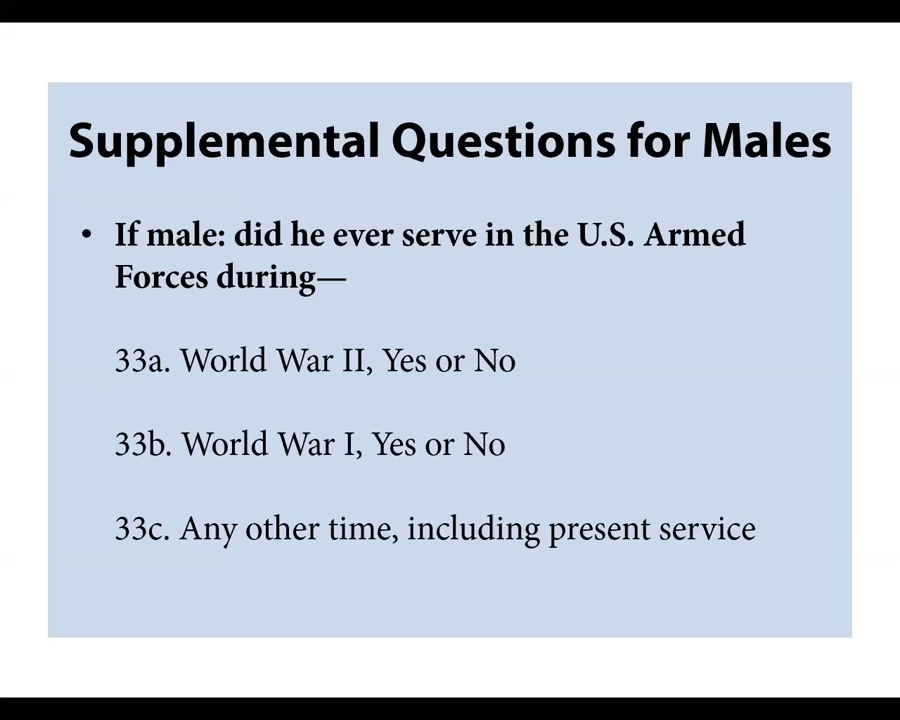 Supplemental Questions for Males
• If male: did he ever serve in the U.S. Armed
Forces during—
33a. World War II, Yes or No
33b. World War I, Yes or No
33c. Any other time, including present service